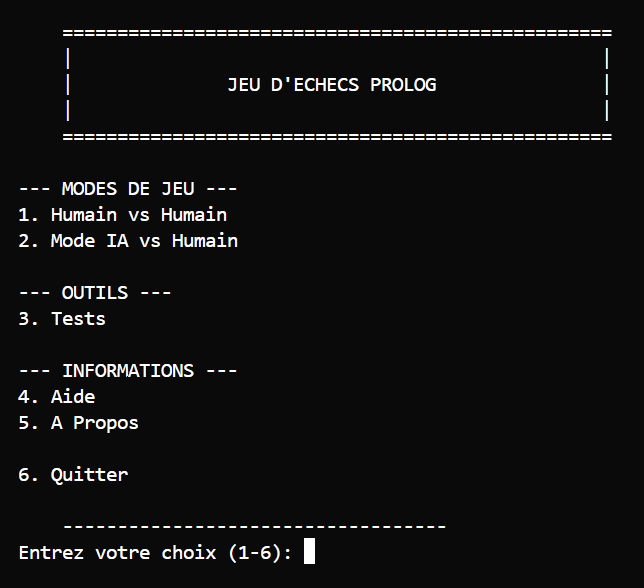 ==================================================
|                                                |
|              JEU D'ECHECS PROLOG               |
|                                                |
==================================================
--- MODES DE JEU ---
1. Humain vs Humain
2. Mode IA vs Humain
--- OUTILS ---
3. Tests
--- INFORMATIONS ---
4. Aide
5. A Propos
6. Quitter
-----------------------------------
Entrez votre choix (1-6):